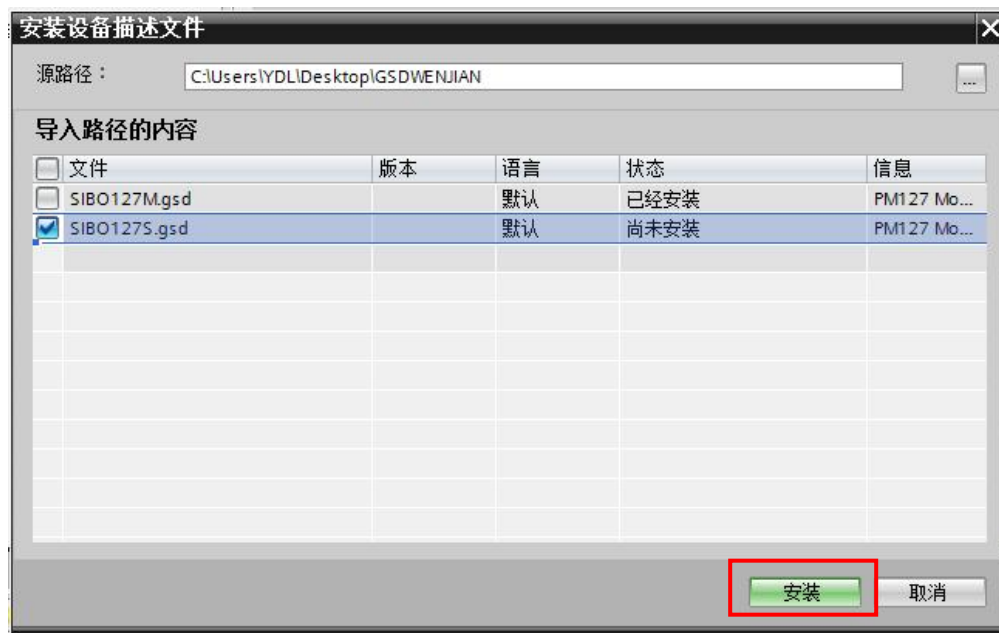 安装设备描述文件
源路径： C:\Users\YDL\Desktop\GSDWENJIAN ...
导入路径的内容
文件 版本 语言 状态 信息
SIBO127M.gsd 默认 已经安装 PM127 Mo...
SIBO127S.gsd 默认 尚未安装 PM127 Mo...
安装 取消